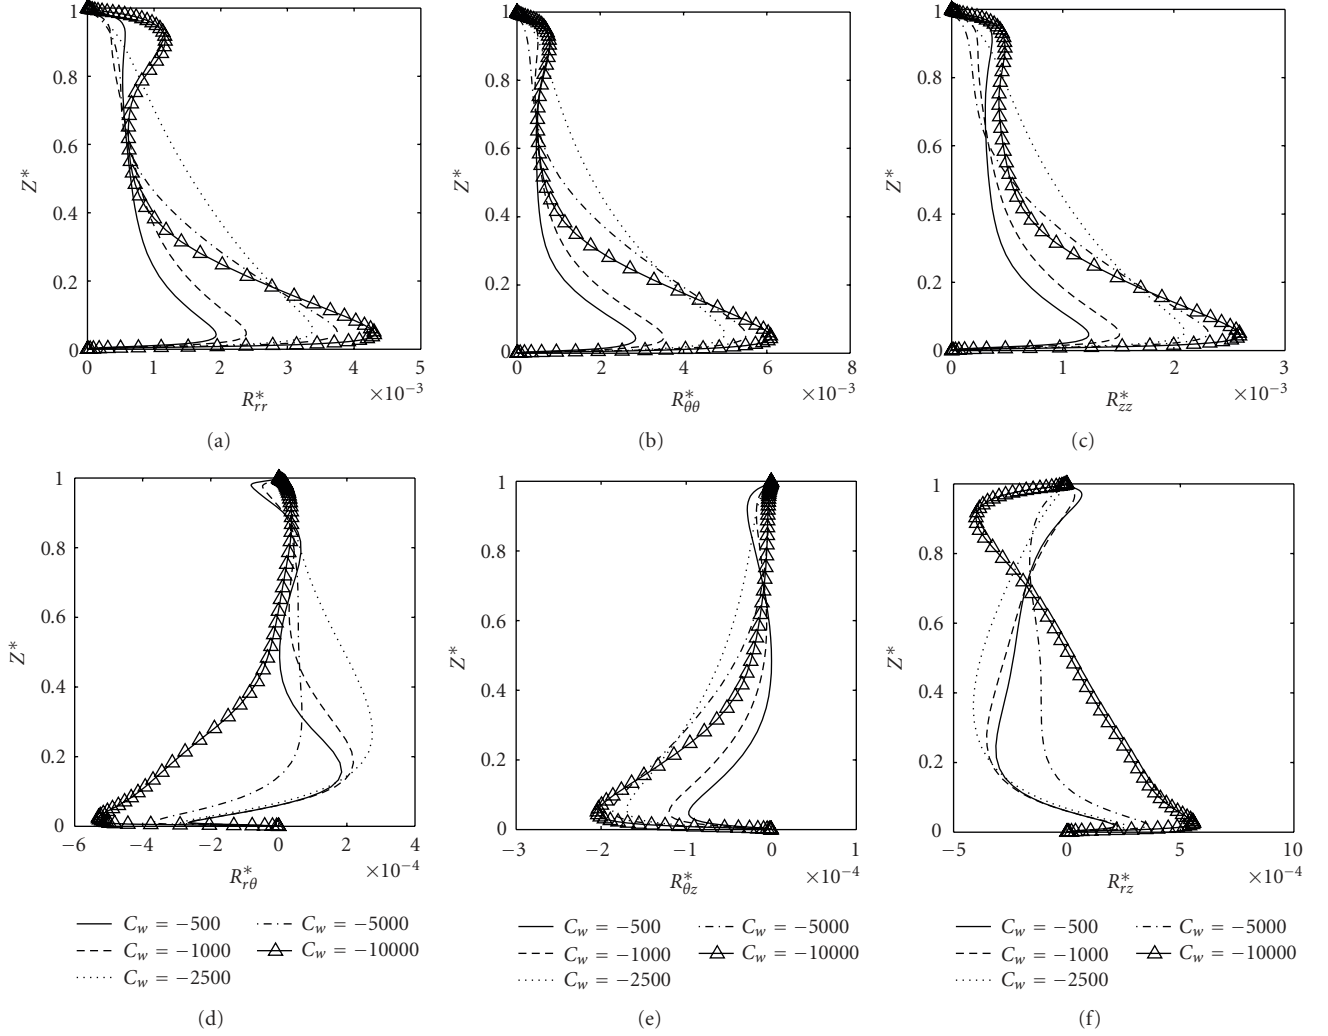 1
0.8
0.6
0.4
0.2
0
Z*
0 1 2 3 4 5
×10−3
R*rr
(a)
1
0.8
0.6
0.4
0.2
0
Z*
0 2 4 6 8
×10−3
R*θθ
(b)
1
0.8
0.6
0.4
0.2
0
Z*
0 1 2 3
×10−3
R*zz
(c)
1
0.8
0.6
0.4
0.2
0
Z*
−6 −4 −2 0 2 4
×10−4
R*rθ
Cw = −500
Cw = −1000
Cw = −2500
Cw = −5000
Cw = −10000
(d)
1
0.8
0.6
0.4
0.2
0
Z*
−3 −2 −1 0 1
×10−4
R*θz
Cw = −500
Cw = −1000
Cw = −2500
Cw = −5000
Cw = −10000
(e)
1
0.8
0.6
0.4
0.2
0
Z*
−5 0 5 10
×10−4
R*rz
Cw = −500
Cw = −1000
Cw = −2500
Cw = −5000
Cw = −10000
(f)